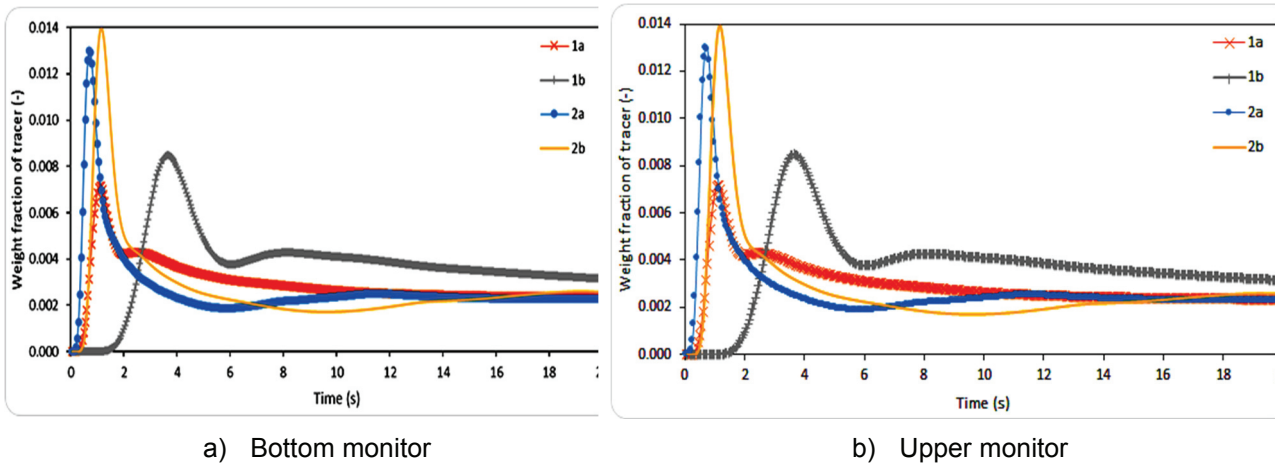 0.014
0.012
0.010
0.008
0.006
0.004
0.002
0.000
Weight fraction of tracer (-)
0 2 4 6 8 10 12 14 16 18 2
Time (s)
1a
1b
2a
2b
a) Bottom monitor
0.014
0.012
0.010
0.008
0.006
0.004
0.002
0.000
Weight fraction of tracer (-)
0 2 4 6 8 10 12 14 16 18
Time (s)
1a
1b
2a
2b
b) Upper monitor